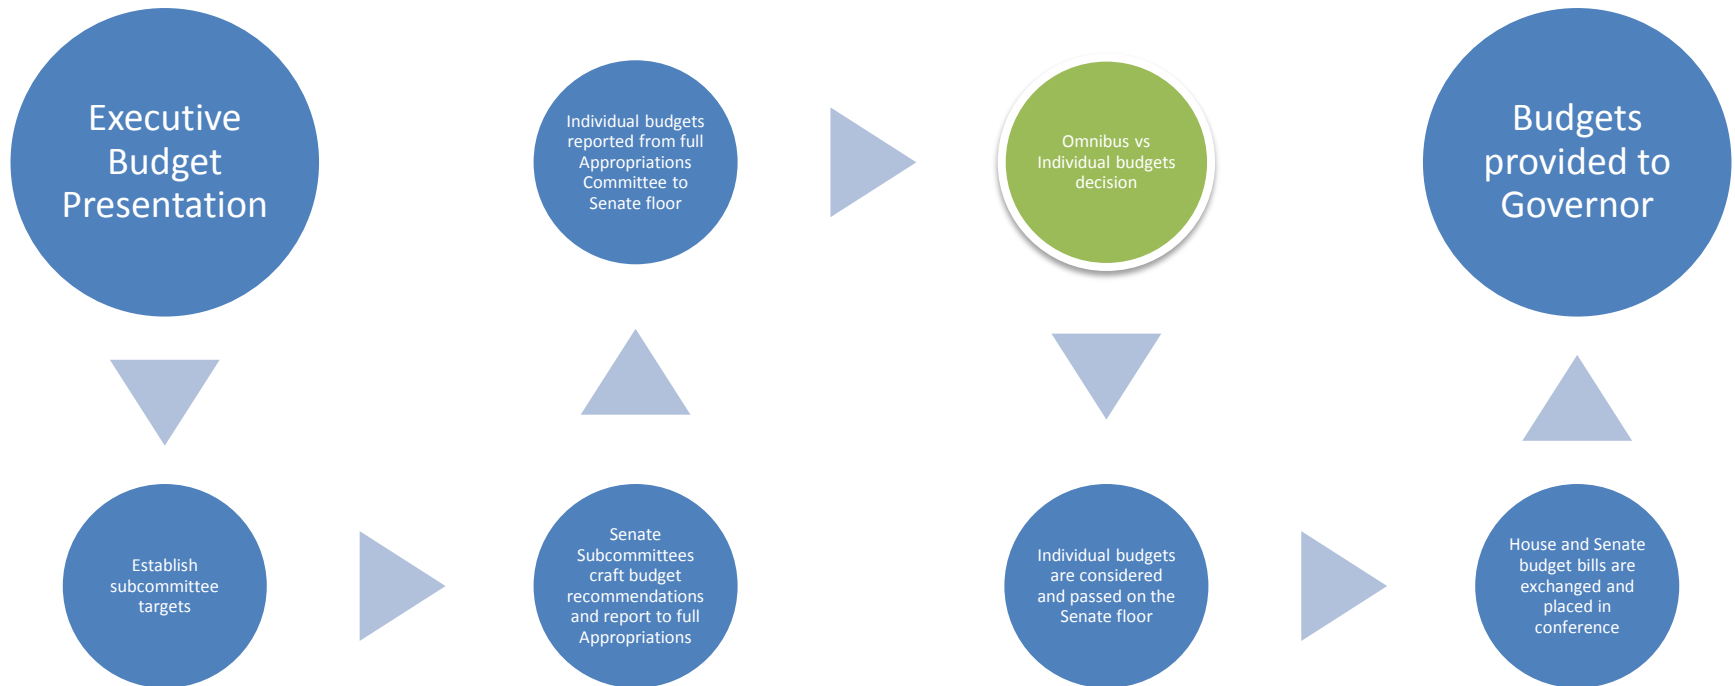 Executive
Budget
Presentation
Establish
subcommittee
targets
Senate
Subcommittees
craft budget
recommendations
and report to full
Appropriations
Individual budgets
reported from full
Appropriations
Committee to
Senate floor
Omnibus vs
Individual budgets
decision
Individual budgets
are considered
and passed on the
Senate floor
House and Senate
budget bills are
exchanged and
placed in
conference
Budgets
provided to
Governor